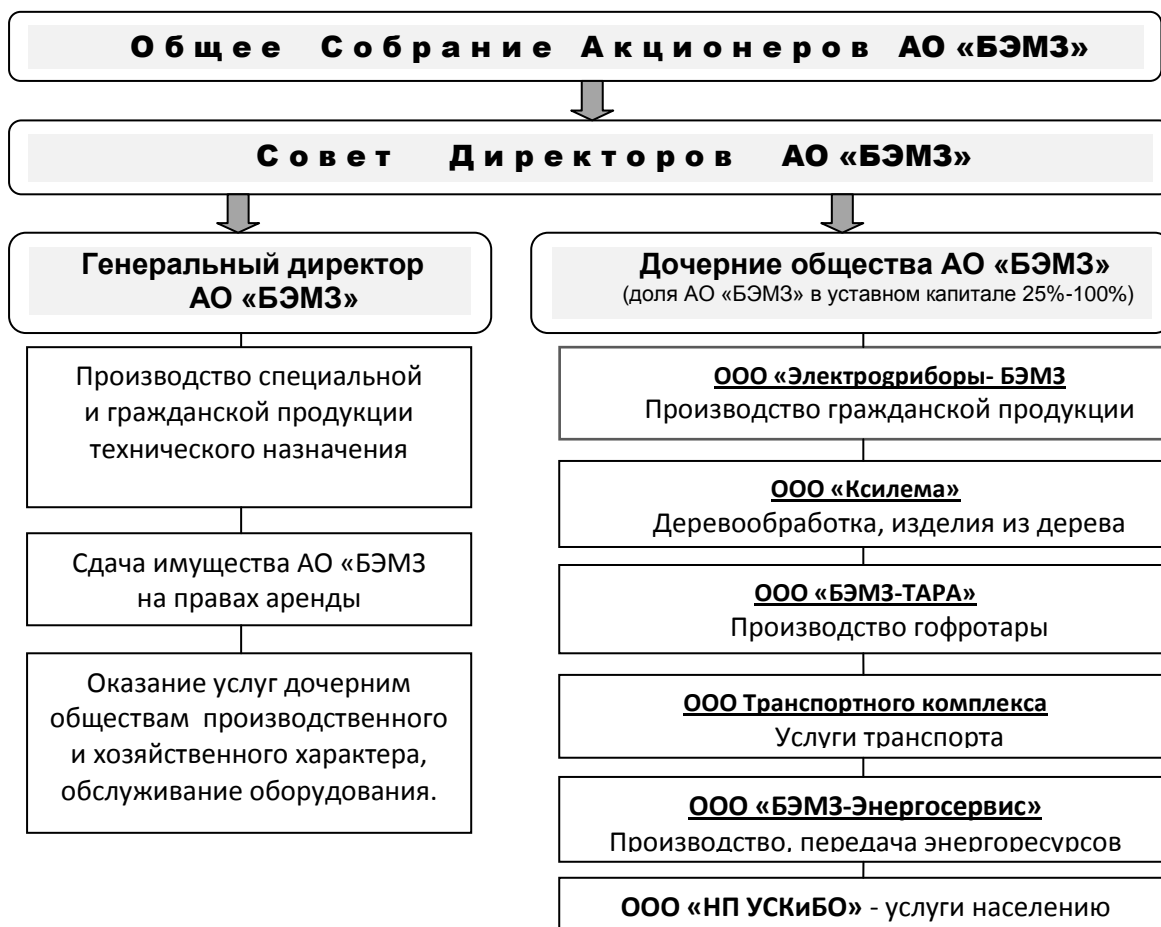 Общее Собрание Акционеров АО «БЭМЗ»
Совет Директоров АО «БЭМЗ»
Генеральный директор
АО «БЭМЗ»
Производство специальной
и гражданской продукции
технического назначения
Сдача имущества АО «БЭМЗ
на правах аренды
Оказание услуг дочерним
обществам производственного
и хозяйственного характера,
обслуживание оборудования.
Дочерние общества АО «БЭМЗ»
(доля АО «БЭМЗ» в уставном капитале 25%-100%)
ООО «Электроgриборы- БЭМЗ
Производство гражданской продукции
ООО «Ксилема»
Деревообработка, изделия из дерева
ООО «БЭМЗ-ТАРА»
Производство гофротары
ООО Транспортного комплекса
Услуги транспорта
ООО «БЭМЗ-Энергосервис»
Производство, передача энергоресурсов
ООО «НП УСКиБО» - услуги населению